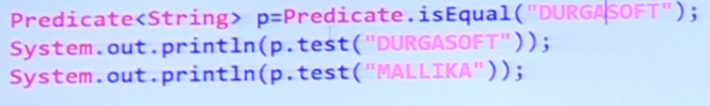 Predicate<String> p=Predicate.isEqual("DURGASOFT");
System.out.println(p.test("DURGASOFT"));
System.out.println(p.test("MALLIKA"));